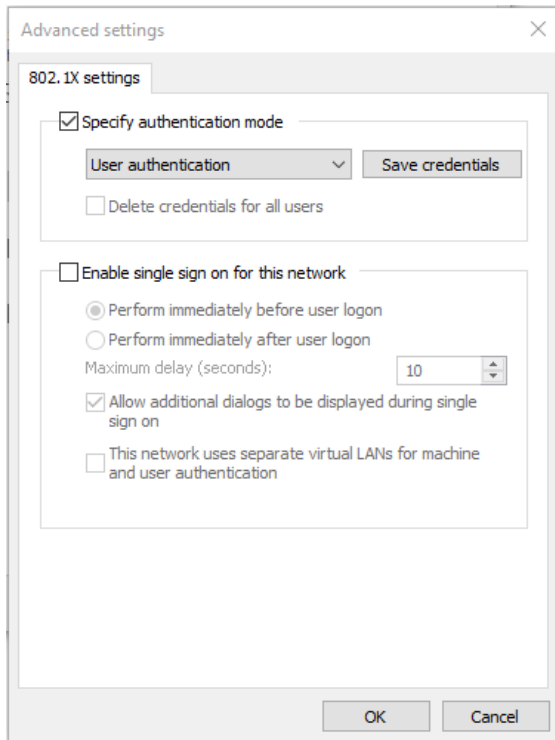 Advanced settings
802.1X settings
Specify authentication mode
User authentication
Save credentials
Delete credentials for all users
Enable single sign on for this network
Perform immediately before user logon
Perform immediately after user logon
Maximum delay (seconds):
10
Allow additional dialogs to be displayed during single
sign on
This network uses separate virtual LANs for machine
and user authentication
OK
Cancel